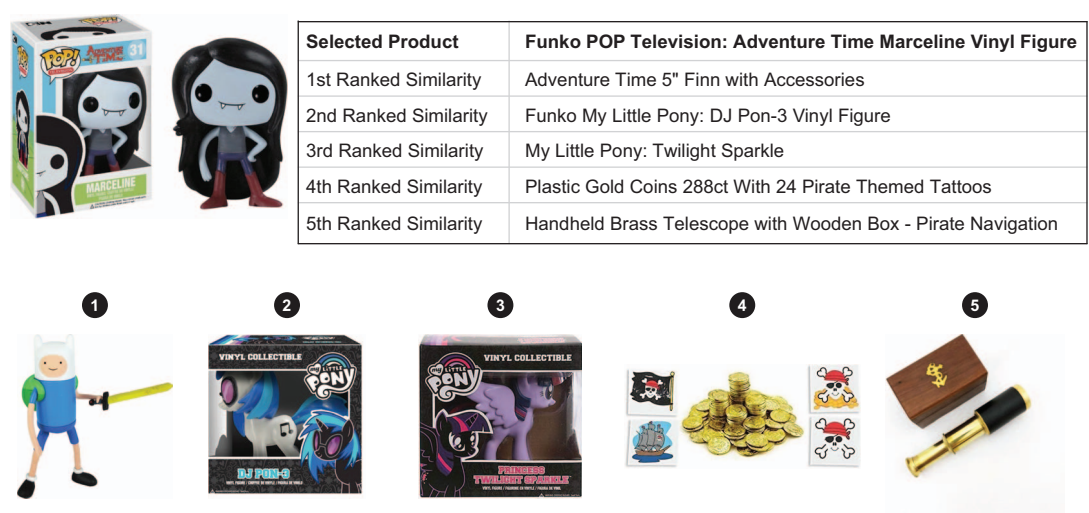 POP!
TELEVISION
ADVENTURE TIME
31
MARCELINE
Selected Product Funko POP Television: Adventure Time Marceline Vinyl Figure
1st Ranked Similarity Adventure Time 5" Finn with Accessories
2nd Ranked Similarity Funko My Little Pony: DJ Pon-3 Vinyl Figure
3rd Ranked Similarity My Little Pony: Twilight Sparkle
4th Ranked Similarity Plastic Gold Coins 288ct With 24 Pirate Themed Tattoos
5th Ranked Similarity Handheld Brass Telescope with Wooden Box - Pirate Navigation
1 2 3 4 5
VINYL COLLECTIBLE
MY LITTLE
PONY
DJ PON-3
VINYL COLLECTIBLE
MY LITTLE
PONY
PRINCESS
TWILIGHT SPARKLE